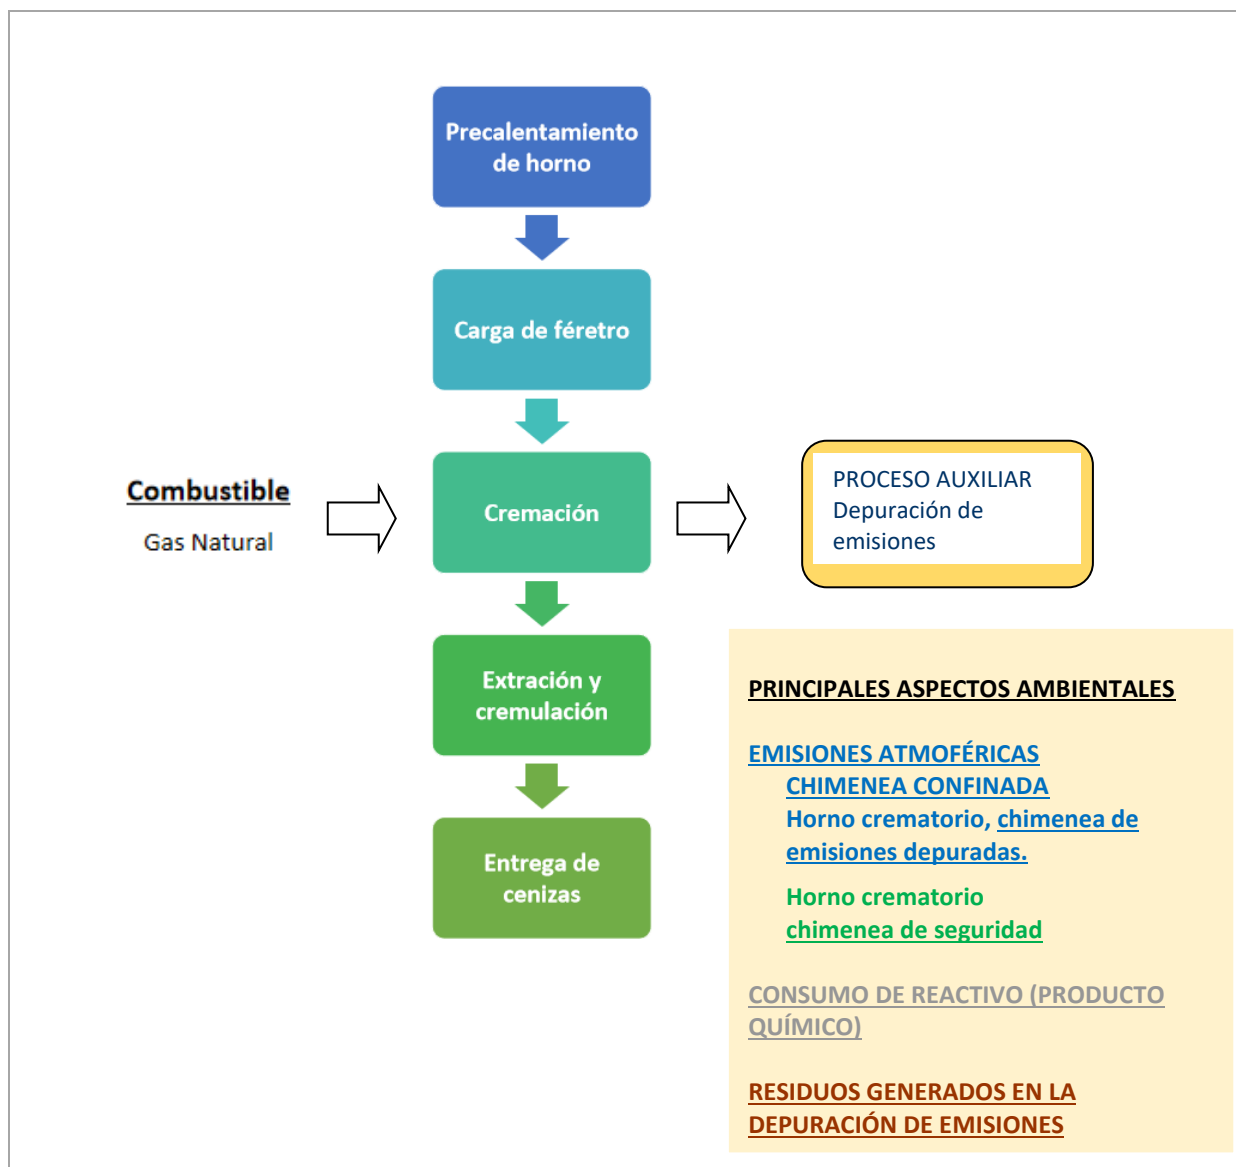 Precalentamiento
de horno
Carga de féretro
Combustible
Gas Natural
Cremación
PROCESO AUXILIAR
Depuración de
emisiones
Extración y
cremulación
Entrega de
cenizas
PRINCIPALES ASPECTOS AMBIENTALES
EMISIONES ATMOFÉRICAS
CHIMENEA CONFINADA
Horno crematorio, chimenea de
emisiones depuradas.
Horno crematorio
chimenea de seguridad
CONSUMO DE REACTIVO (PRODUCTO
QUÍMICO)
RESIDUOS GENERADOS EN LA
DEPURACIÓN DE EMISIONES